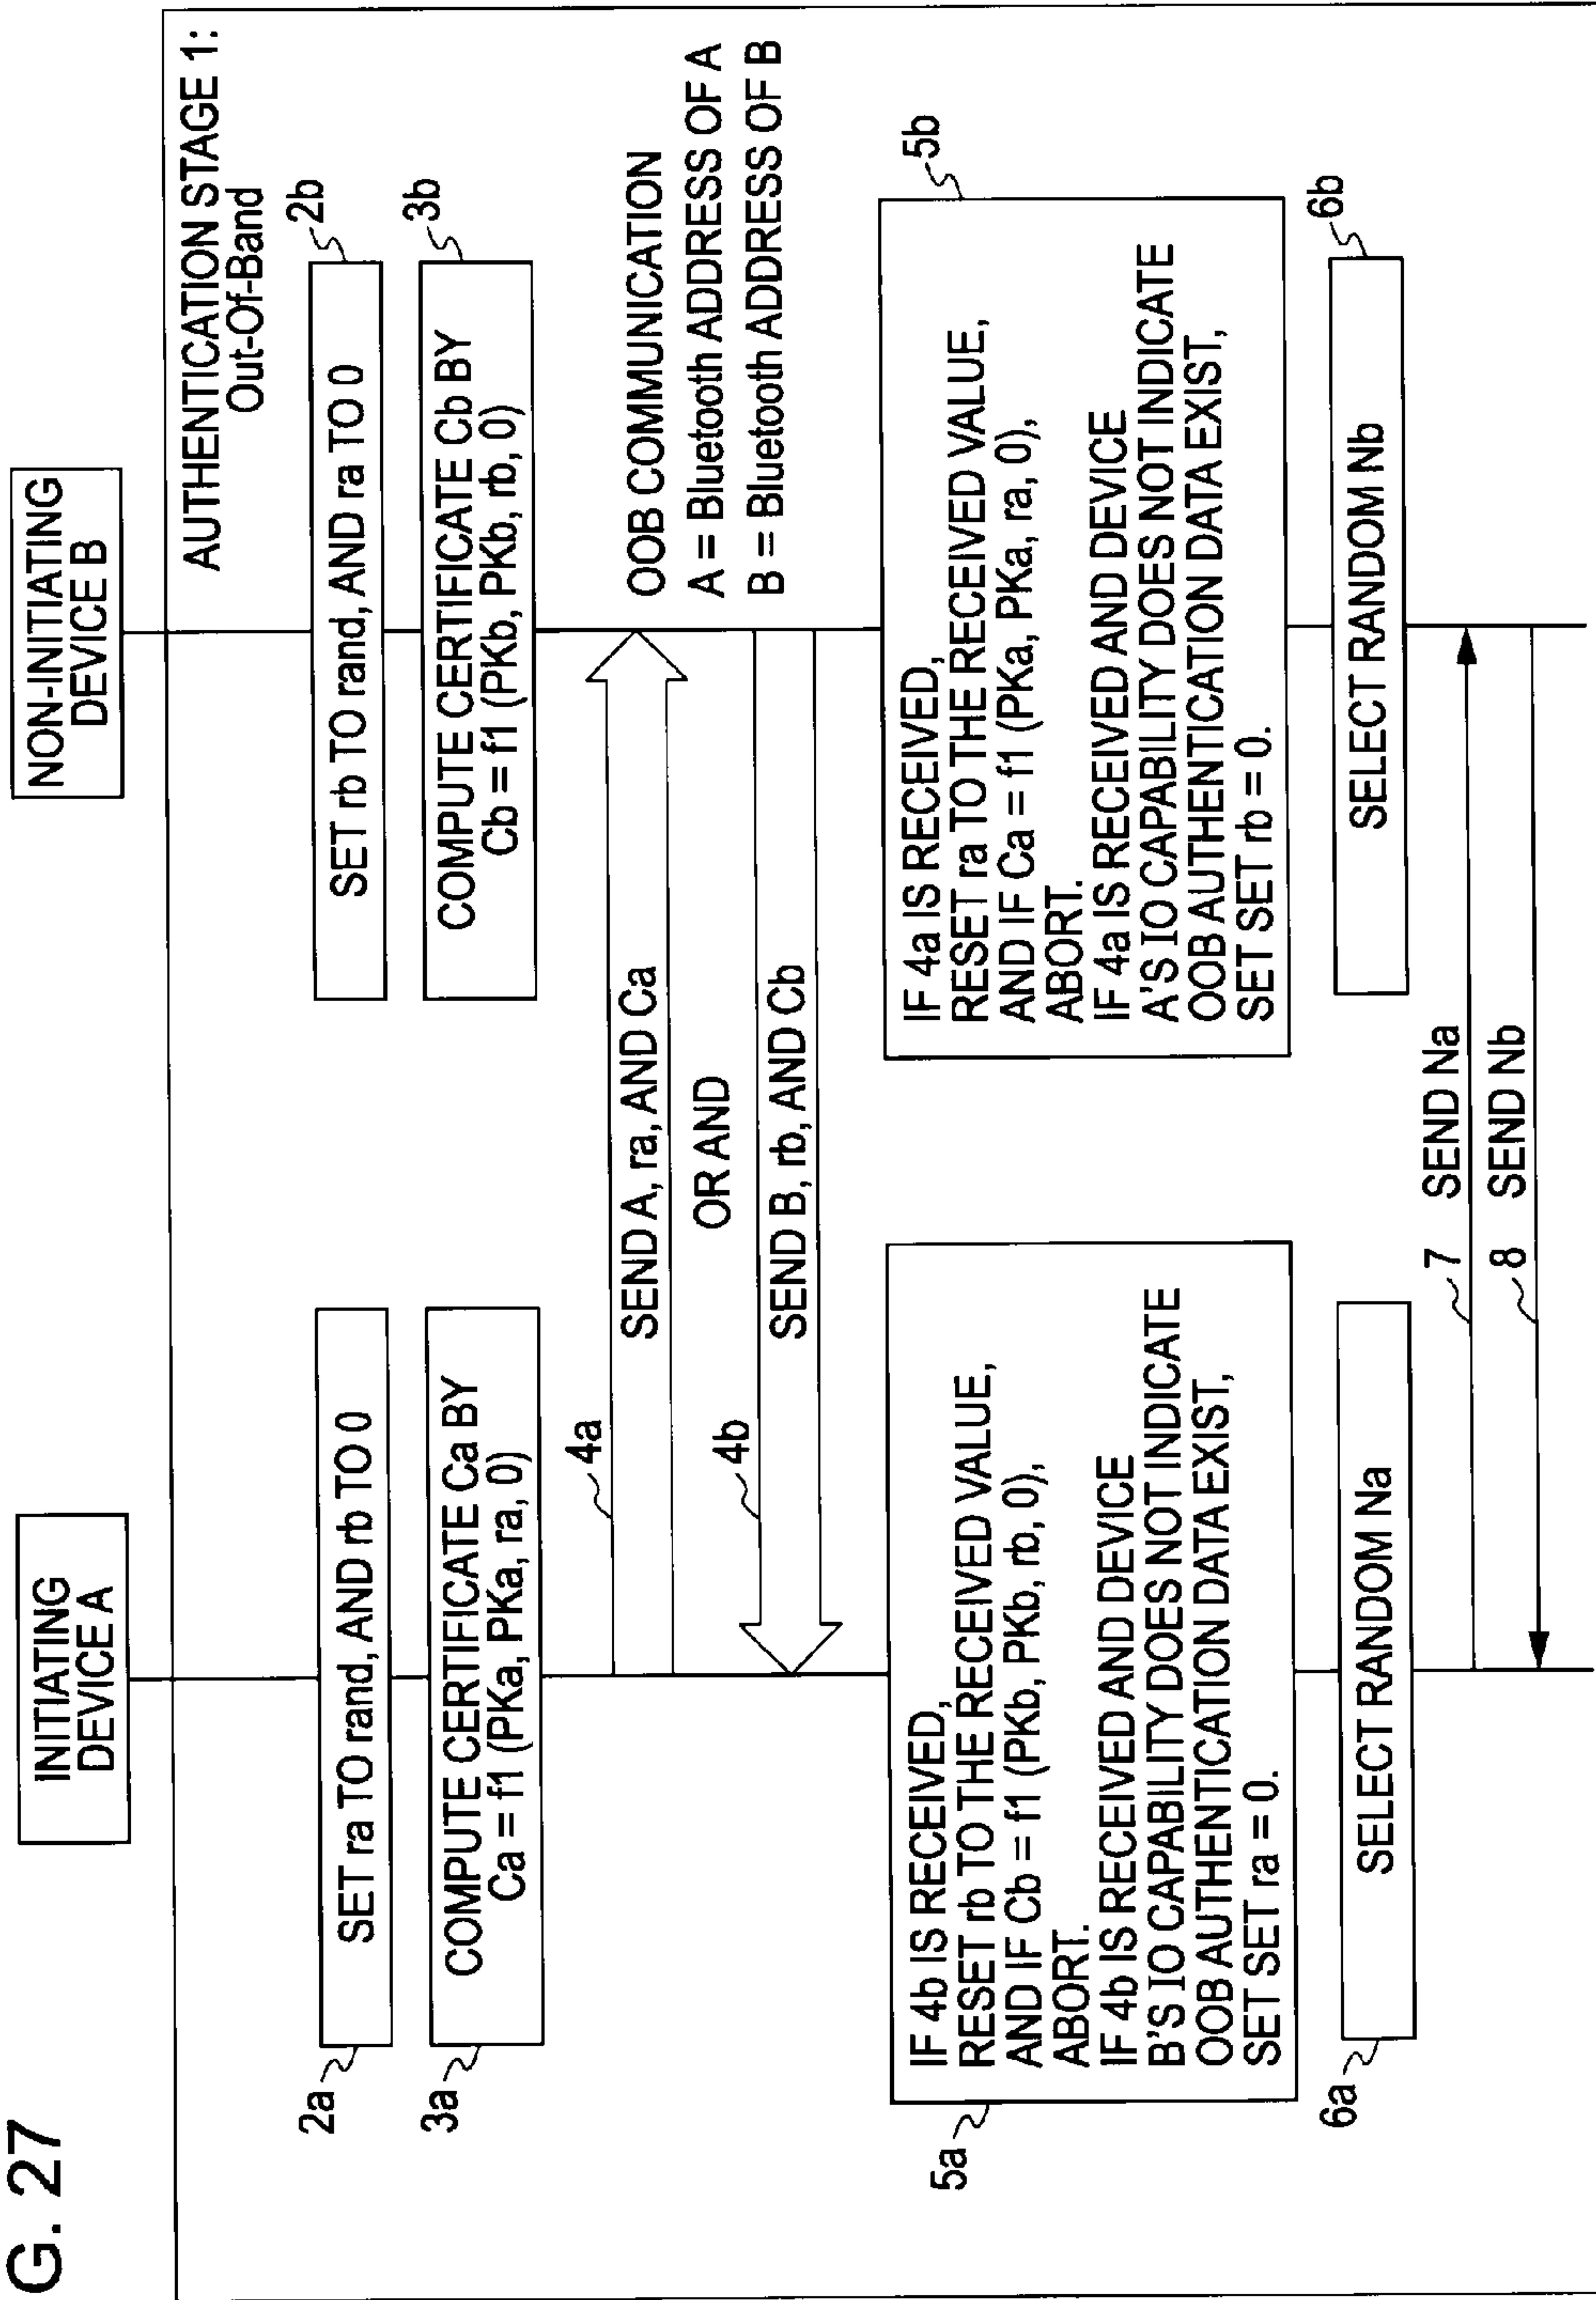 G. 27
INITIATING
DEVICE A
NON-INITIATING
DEVICE B
AUTHENTICATION STAGE 1:
Out-Of-Band
2a
SET ra TO rand, AND rb TO 0
SET rb TO rand, AND ra TO 0
2b
3a
COMPUTE CERTIFICATE Ca BY
Ca = f1 (PKa, PKa, ra, 0)
COMPUTE CERTIFICATE Cb BY
Cb = f1 (PKb, PKb, rb, 0)
3b
4a
SEND A, ra, AND Ca
OOB COMMUNICATION
A = Bluetooth ADDRESS OF A
B = Bluetooth ADDRESS OF B
OR AND
4b
SEND B, rb, AND Cb
5a
IF 4b IS RECEIVED,
RESET rb TO THE RECEIVED VALUE,
AND IF Cb = f1 (PKb, PKb, rb, 0),
ABORT.
IF 4b IS RECEIVED AND DEVICE
B'S IO CAPABILITY DOES NOT INDICATE
OOB AUTHENTICATION DATA EXIST,
SET SET ra = 0.
5b
IF 4a IS RECEIVED,
RESET ra TO THE RECEIVED VALUE,
AND IF Ca = f1 (PKa, PKa, ra, 0),
ABORT.
IF 4a IS RECEIVED AND DEVICE
A'S IO CAPABILITY DOES NOT INDICATE
OOB AUTHENTICATION DATA EXIST,
SET SET rb = 0.
6a
SELECT RANDOM Na
SELECT RANDOM Nb
6b
7 SEND Na
8 SEND Nb